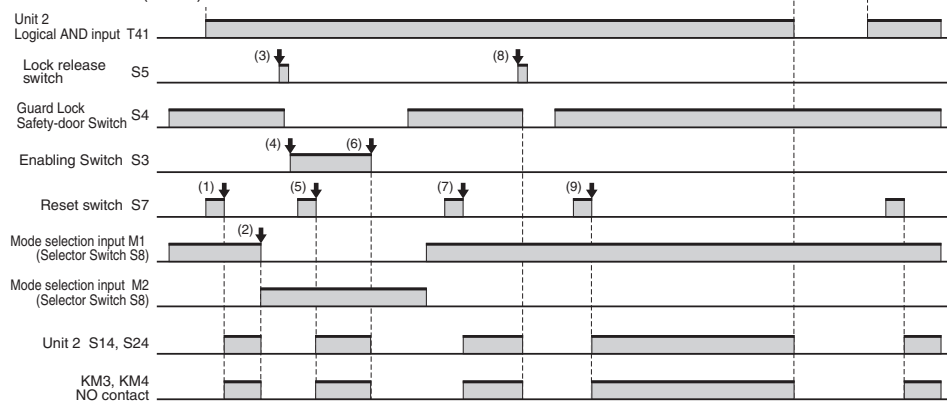 Unit 2
Logical AND input T41
Lock release
switch S5
(3)
(8)
Guard Lock
Safety-door Switch S4
Enabling Switch S3
(4)
(6)
Reset switch S7
(1)
(5)
(7)
(9)
Mode selection input M1
(Selector Switch S8)
(2)
Mode selection input M2
(Selector Switch S8)
Unit 2 S14, S24
KM3, KM4
NO contact